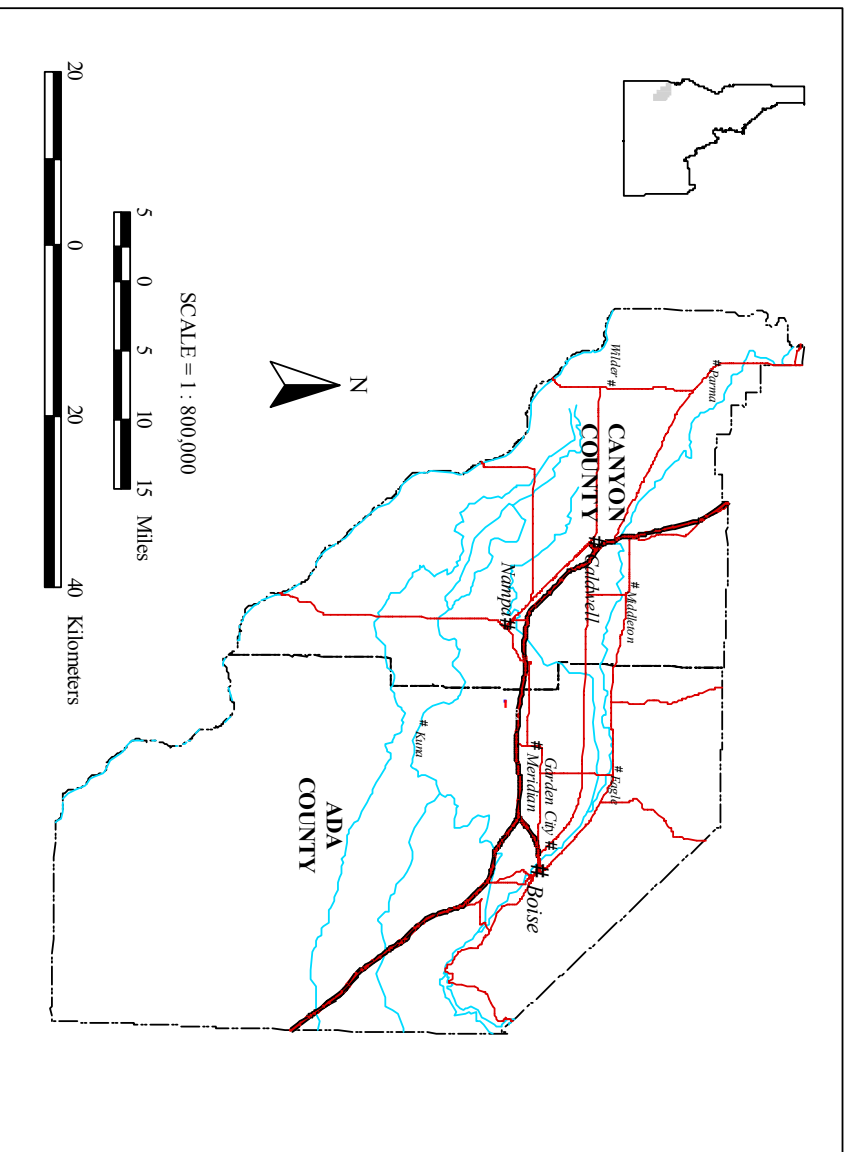 Parma
Middleton
Eagle
Wilder
CANYON
COUNTY
Caldwell
Garden City
Boise
Meridian
Nampa
Kuna
ADA
COUNTY
N
SCALE = 1 : 800,000
5 0 5 10 15 Miles
20 0 20 40 Kilometers